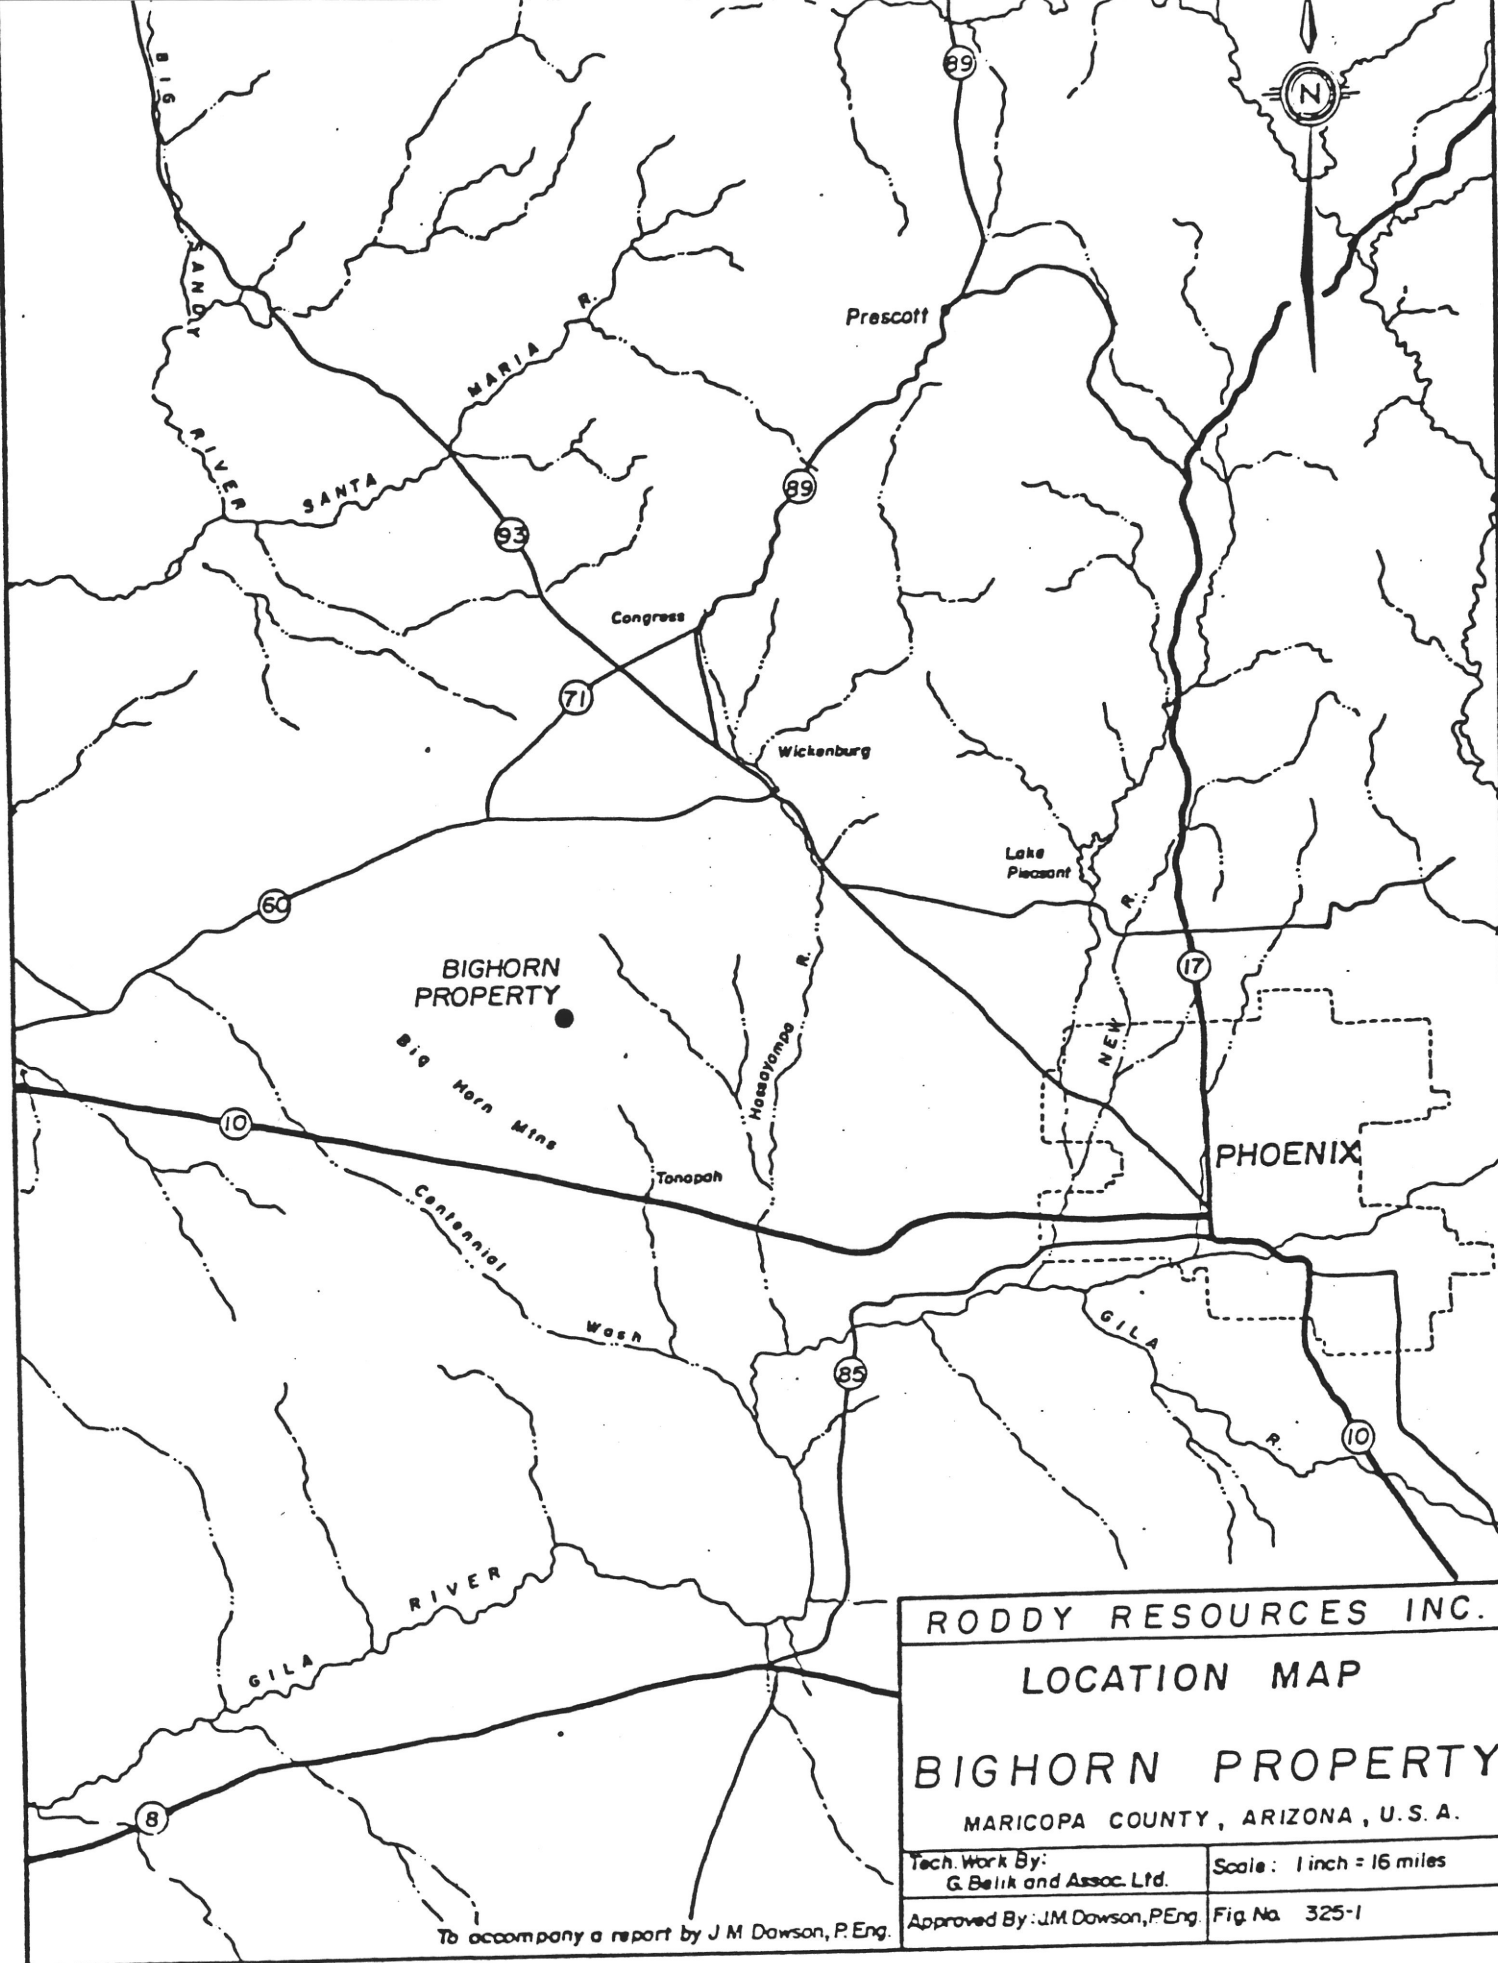 89
N
BIG
SANDY
RIVER
MARIA R.
Prescott
SANTA
89
93
Congress
71
Wickenburg
Lake
Pleasant
60
R.
BIGHORN
PROPERTY
17
Big Horn Mtns
Hassayampa R.
NEW
10
PHOENIX
Tonopah
Centennial
Wash
GILA
R.
85
10
GILA RIVER
8
RODDY RESOURCES INC.
LOCATION MAP
BIGHORN PROPERTY
MARICOPA COUNTY, ARIZONA, U.S.A.
Tech. Work By:
G. Belik and Assoc. Ltd.
Scale: 1 inch = 16 miles
Approved By: J.M. Dawson, P.Eng.
Fig. No. 325-1
To accompany a report by J M Dawson, P. Eng.